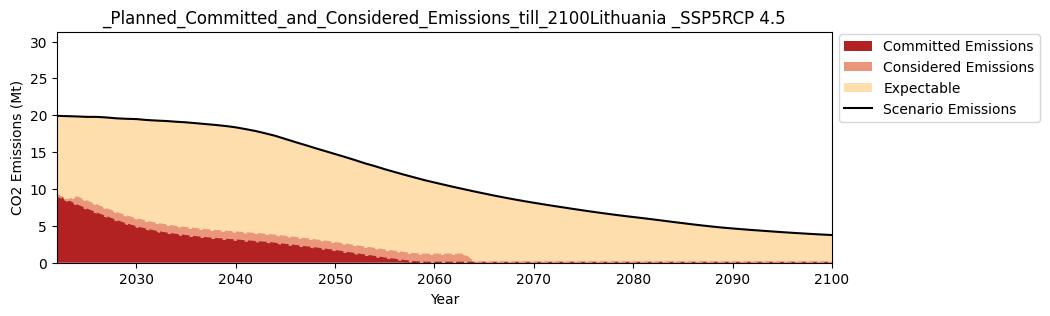 _Planned_Committed_and_Considered_Emissions_till_2100Lithuania _SSP5RCP 4.5
30
25
20
15
10
5
0
CO2 Emissions (Mt)
2030 2040 2050 2060 2070 2080 2090 2100
Year
Committed Emissions
Considered Emissions
Expectable
Scenario Emissions